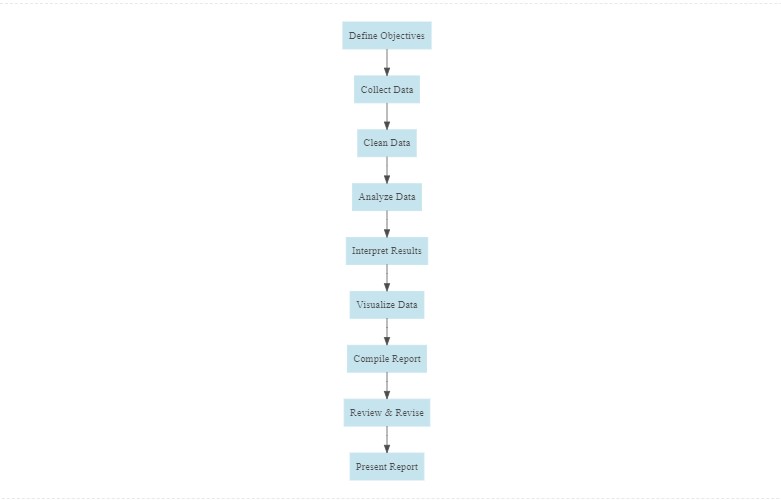 Define Objectives
Collect Data
Clean Data
Analyze Data
Interpret Results
Visualize Data
Compile Report
Review & Revise
Present Report